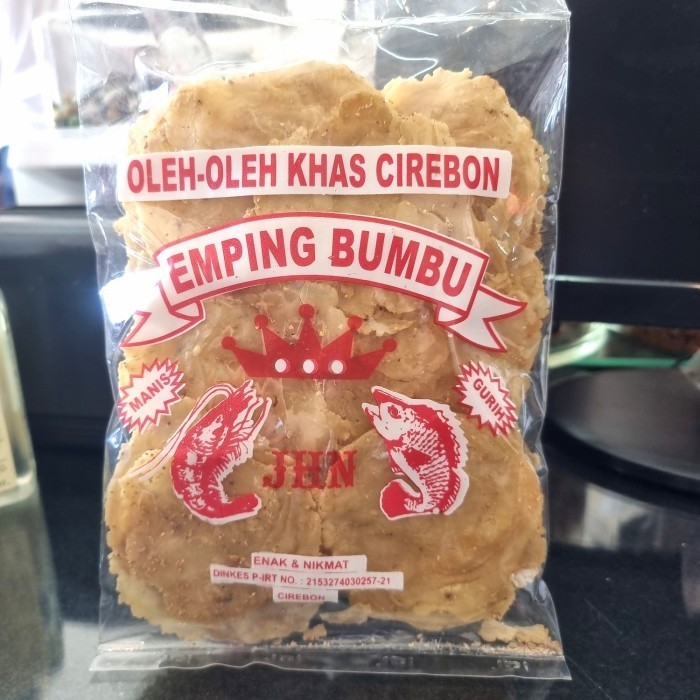 OLEH-OLEH KHAS CIREBON
EMPING BUMBU
MANIS
GURIH
JHN
ENAK & NIKMAT
DINKES P-IRT NO. : 2153274030257-21
CIREBON